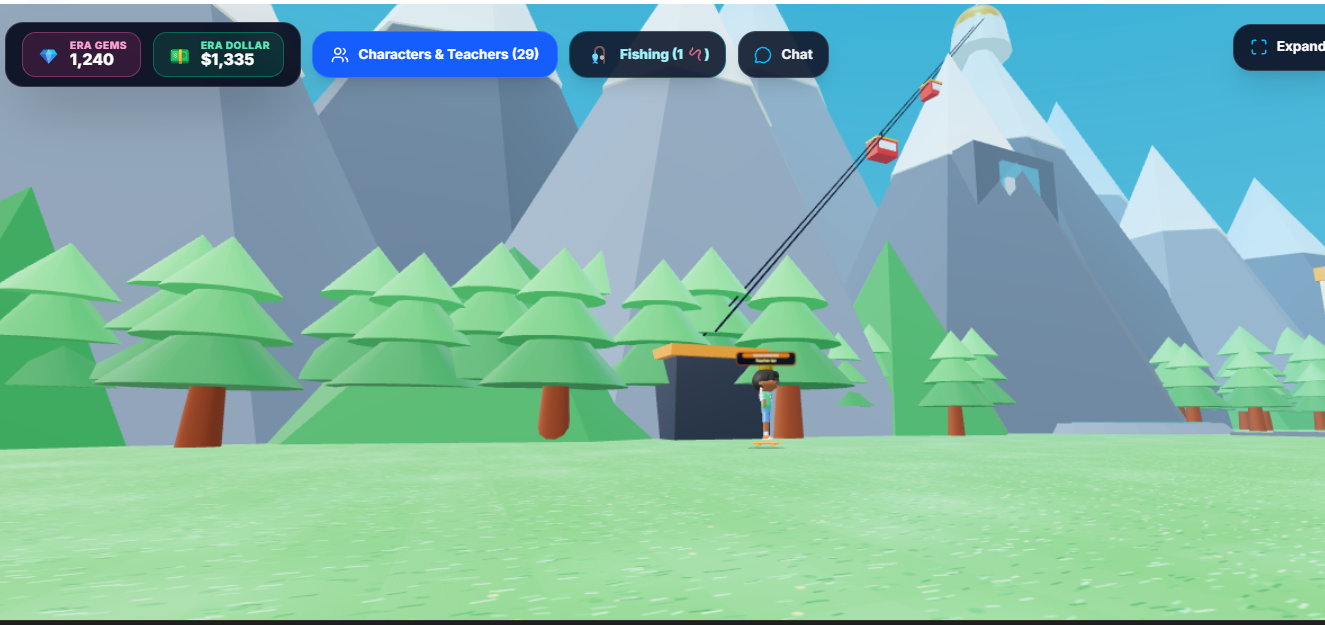 ERA GEMS
1,240
ERA DOLLAR
$1,335
Characters & Teachers (29)
Fishing (1 🪱)
Chat
Expand